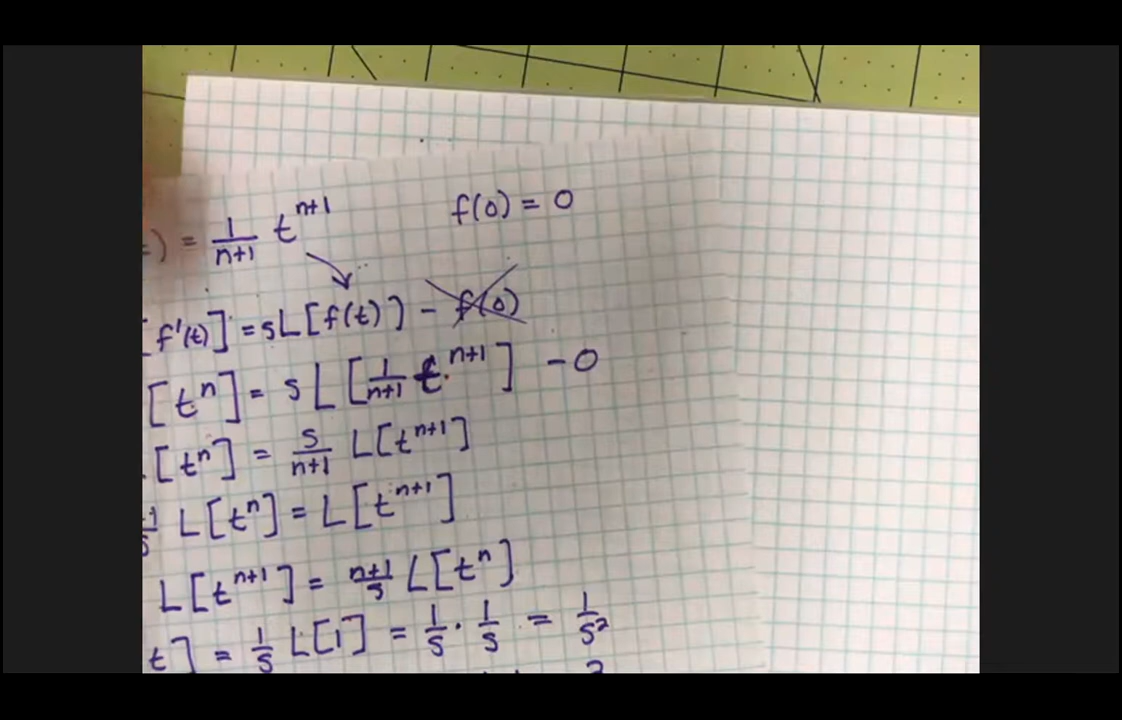 ) = 1/(n+1) t^(n+1) f(0) = 0
[f'(t)] = sL[f(t)] - f(0)
[t^n] = s L[1/(n+1) t^(n+1)] - 0
[t^n] = s/(n+1) L[t^(n+1)]
L[t^n] = L[t^(n+1)]
L[t^(n+1)] = (n+1)/s L[t^n]
t] = 1/s L[1] = 1/s · 1/s = 1/s²